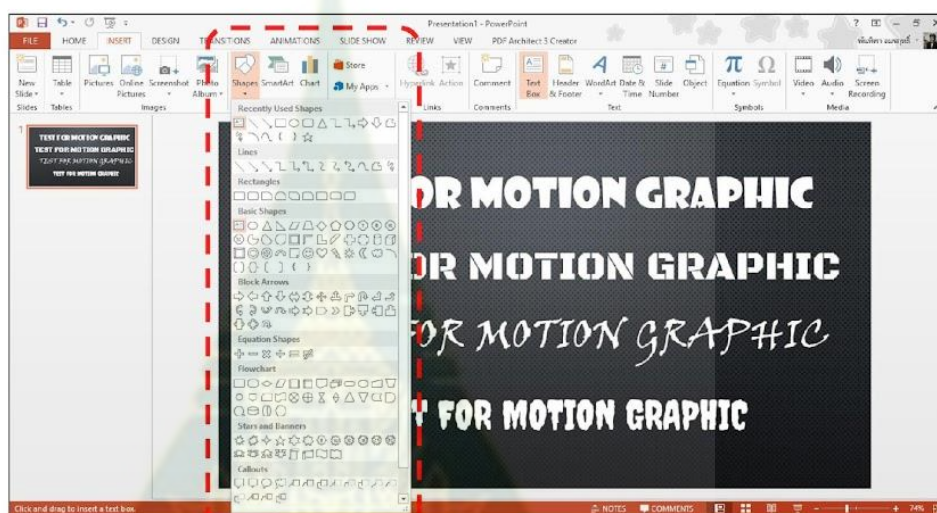 Presentation1 - PowerPoint
FILE HOME INSERT DESIGN TRANSITIONS ANIMATIONS SLIDE SHOW REVIEW VIEW PDF Architect 3 Creator
New Slide
Table
Pictures
Online Pictures
Screenshot
Photo Album
Shapes
SmartArt
Chart
Store
My Apps
Hyperlink
Action
Comment
Text Box
Header & Footer
WordArt
Date & Time
Slide Number
Object
Equation
Symbol
Video
Audio
Screen Recording
Slides Tables Images Links Comments Text Symbols Media
1
TEST FOR MOTION GRAPHIC
TEST FOR MOTION GRAPHIC
TEST FOR MOTION GRAPHIC
TEST FOR MOTION GRAPHIC
Recently Used Shapes
Lines
Rectangles
Basic Shapes
Block Arrows
Equation Shapes
Flowchart
Stars and Banners
Callouts
OR MOTION GRAPHIC
OR MOTION GRAPHIC
FOR MOTION GRAPHIC
T FOR MOTION GRAPHIC
Click and drag to insert a text box.
NOTES COMMENTS 74%